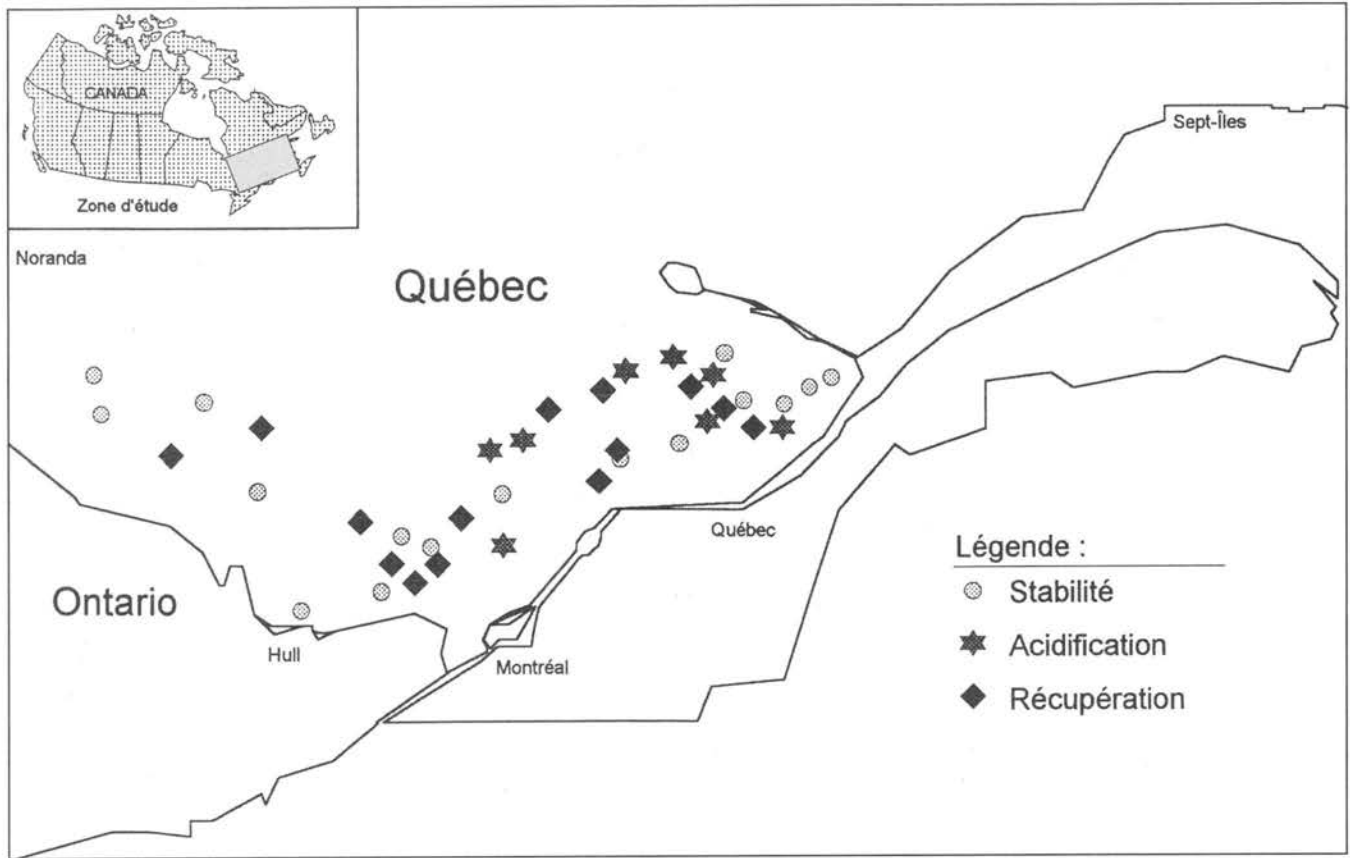 CANADA
Zone d'étude
Sept-Îles
Noranda
Québec
Québec
Ontario
Légende :
Stabilité
Acidification
Récupération
Hull
Montréal